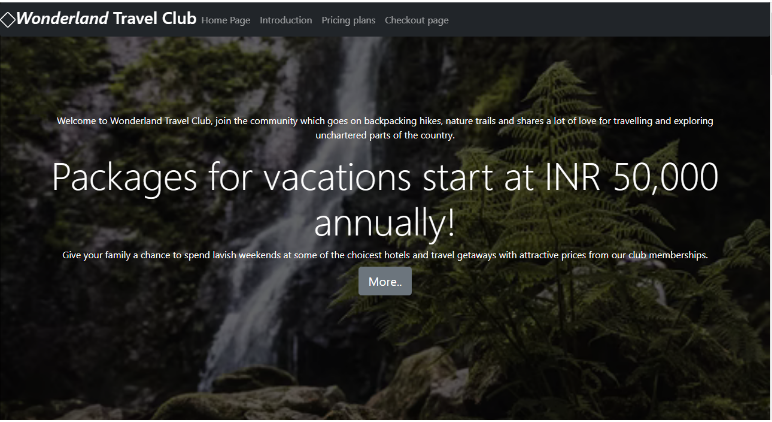 Wonderland Travel Club Home Page Introduction Pricing plans Checkout page
Welcome to Wonderland Travel Club, join the community which goes on backpacking hikes, nature trails and shares a lot of love for travelling and exploring
unchartered parts of the country.
Packages for vacations start at INR 50,000
annually!
Give your family a chance to spend lavish weekends at some of the choicest hotels and travel getaways with attractive prices from our club memberships.
More..